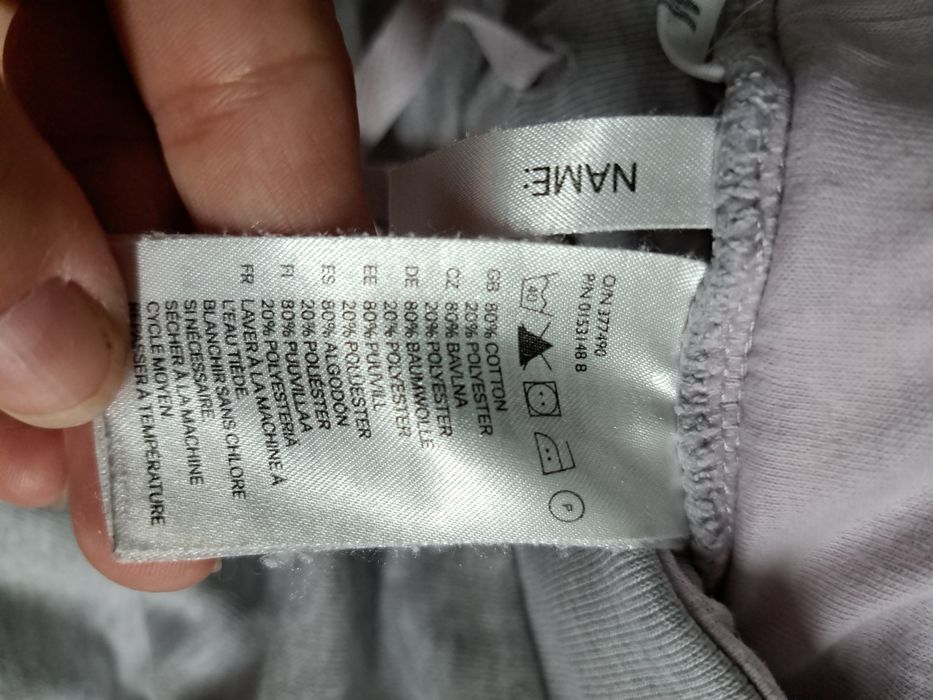 NAME:
O/N 377490
P/N 0153148 8
40
P
GB 80% COTTON
20% POLYESTER
CZ 80% BAVLNA
20% POLYESTER
DE 80% BAUMWOLLE
20% POLYESTER
EE 80% PUUVILL
20% POLÜESTER
ES 80% ALGODÓN
20% POLIÉSTER
FI 80% PUUVILLAA
20% POLYESTERIÄ
FR LAVER À LA MACHINE À
L'EAU TIÈDE.
BLANCHIR SANS CHLORE
SI NÉCESSAIRE.
SÉCHER À LA MACHINE
CYCLE MOYEN.
REPASSER À TEMPÉRATURE